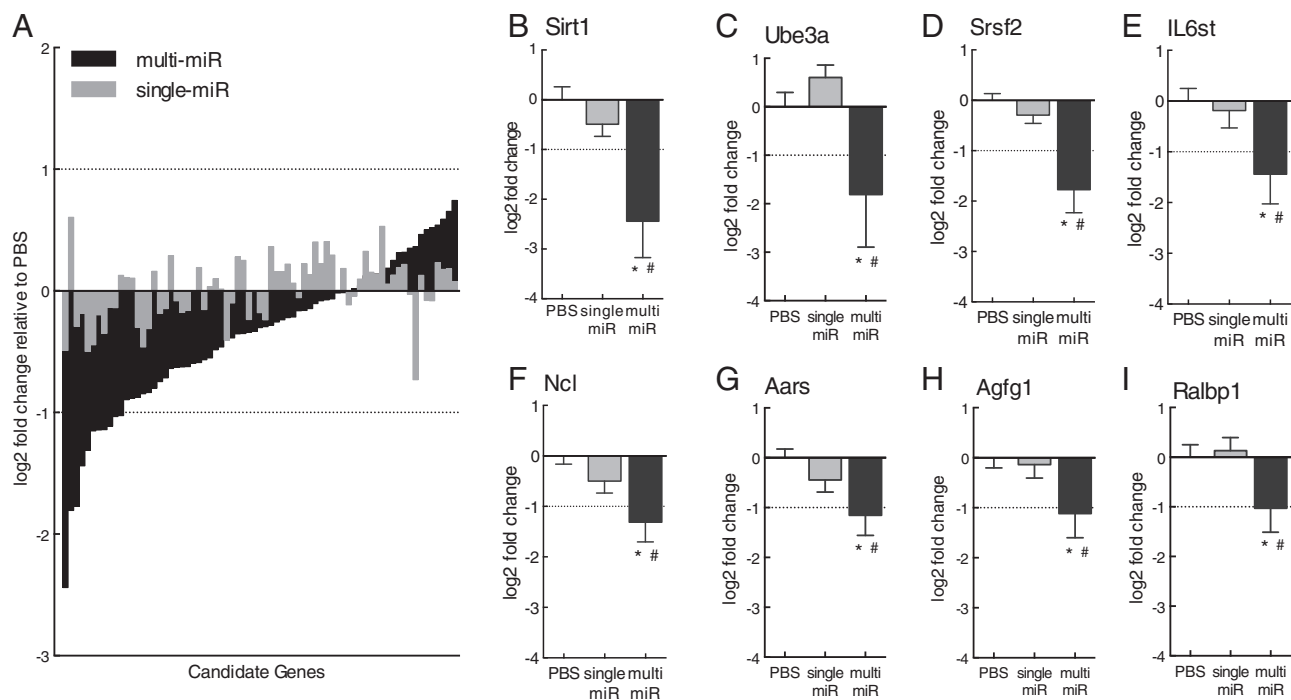 A
log2 fold change relative to PBS
2
1
0
-1
-2
-3
multi-miR
single-miR
Candidate Genes
B Sirt1
log2 fold change
1
0
-1
-2
-3
-4
* #
PBS single miR multi miR
C Ube3a
log2 fold change
1
0
-1
-2
-3
-4
* #
PBS single miR multi miR
D Srsf2
log2 fold change
1
0
-1
-2
-3
-4
* #
PBS single miR multi miR
E IL6st
log2 fold change
1
0
-1
-2
-3
-4
* #
PBS single miR multi miR
F Ncl
log2 fold change
1
0
-1
-2
-3
-4
* #
PBS single miR multi miR
G Aars
log2 fold change
1
0
-1
-2
-3
-4
* #
PBS single miR multi miR
H Agfg1
log2 fold change
1
0
-1
-2
-3
-4
* #
PBS single miR multi miR
I Ralbp1
log2 fold change
1
0
-1
-2
-3
-4
* #
PBS single miR multi miR